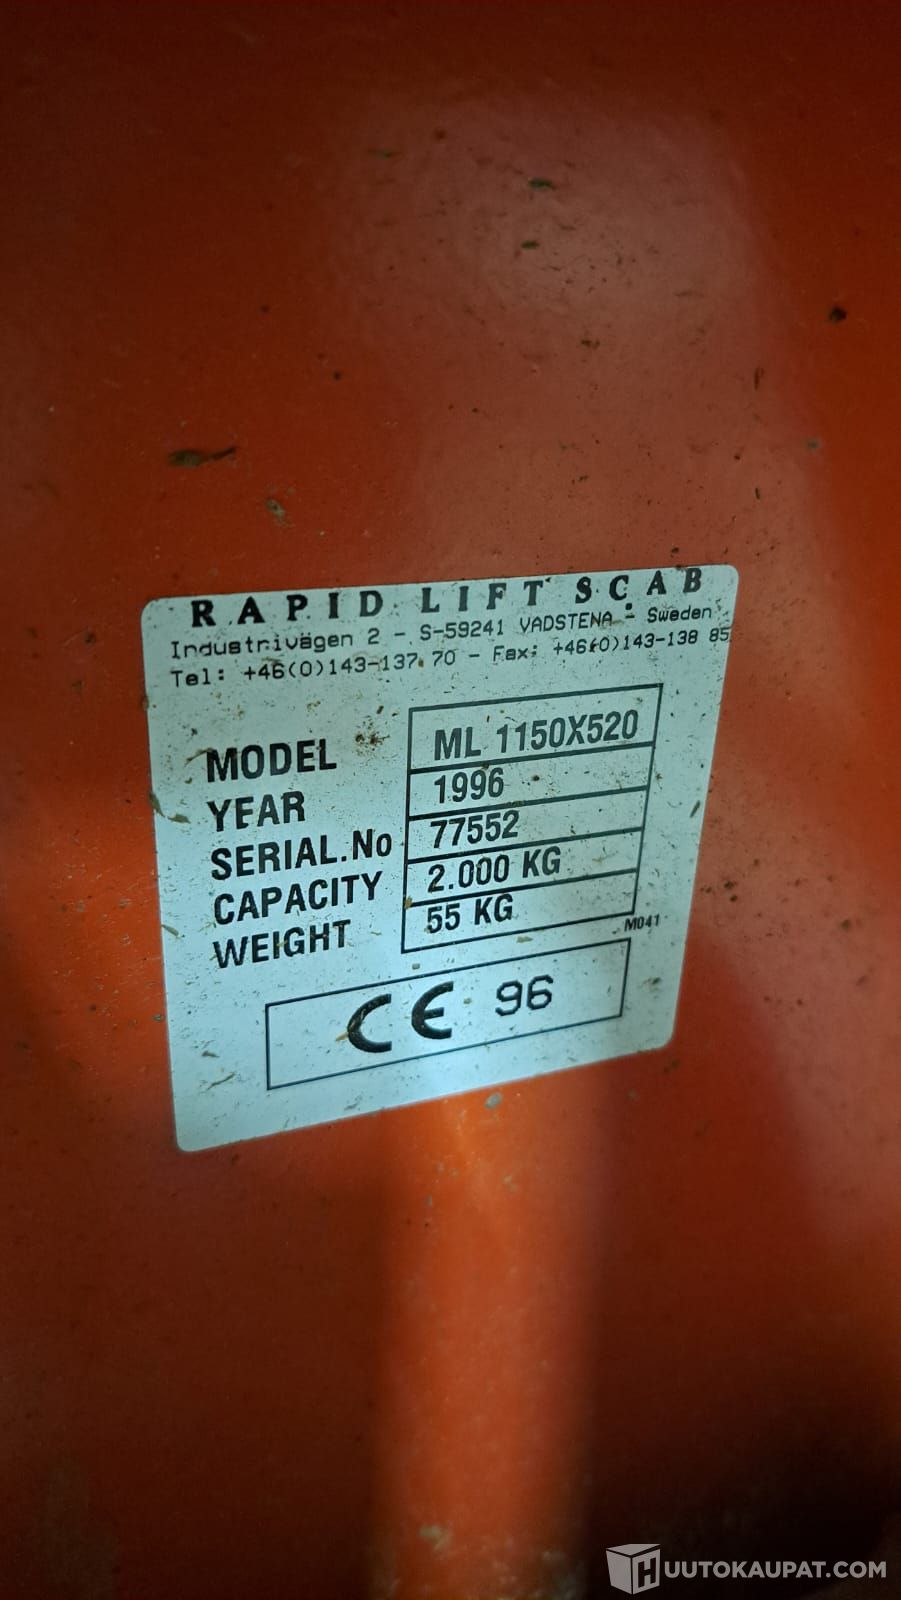 RAPID LIFT SCAB
Industrivägen 2 - S-59241 VADSTENA - Sweden
Tel: +46(0)143-137 70 - Fax: +46(0)143-138 85
MODEL ML 1150X520
YEAR 1996
SERIAL.No 77552
CAPACITY 2.000 KG
WEIGHT 55 KG
M041
CE 96
HUUTOKAUPAT.COM